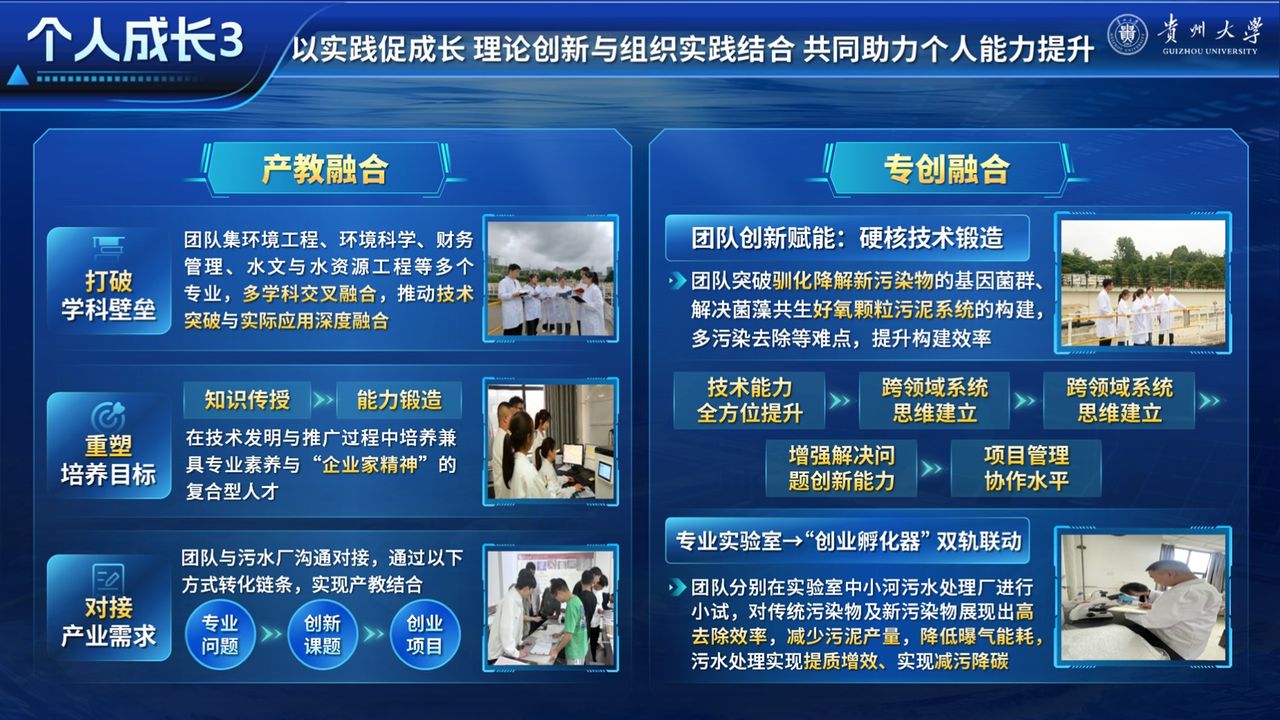 个人成长3
以实践促成长 理论创新与组织实践结合 共同助力个人能力提升
贵州大学
GUIZHOU UNIVERSITY
产教融合
打破
学科壁垒
团队集环境工程、环境科学、财务
管理、水文与水资源工程等多个
专业，多学科交叉融合，推动技术
突破与实际应用深度融合
重塑
培养目标
知识传授
能力锻造
在技术发明与推广过程中培养兼
具专业素养与“企业家精神”的
复合型人才
对接
产业需求
团队与污水厂沟通对接，通过以下
方式转化链条，实现产教结合
专业
问题
创新
课题
创业
项目
专创融合
团队创新赋能：硬核技术锻造
团队突破驯化降解新污染物的基因菌群、
解决菌藻共生好氧颗粒污泥系统的构建，
多污染去除等难点，提升构建效率
技术能力
全方位提升
跨领域系统
思维建立
跨领域系统
思维建立
增强解决问
题创新能力
项目管理
协作水平
专业实验室→“创业孵化器” 双轨联动
团队分别在实验室中小河污水处理厂进行
小试，对传统污染物及新污染物展现出高
去除效率，减少污泥产量，降低曝气能耗，
污水处理实现提质增效、实现减污降碳